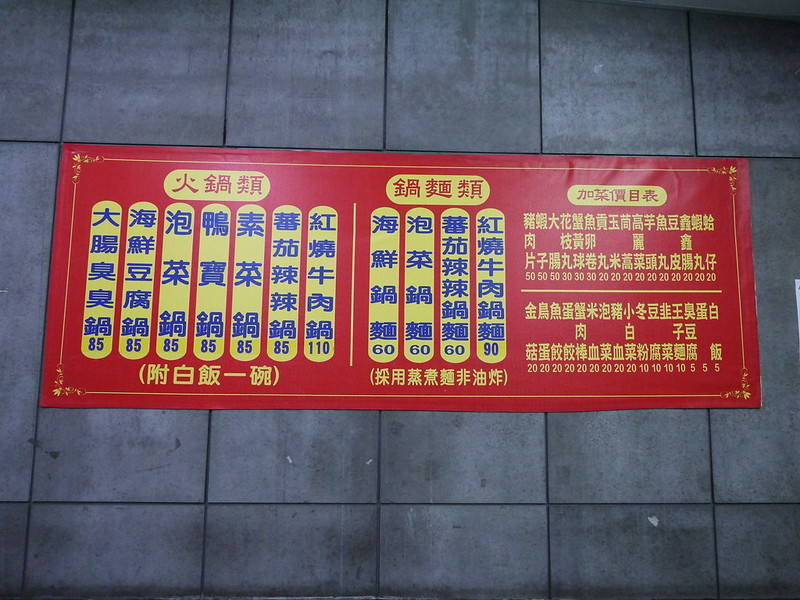 火鍋類
大腸臭臭鍋 85
海鮮豆腐鍋 85
泡菜鍋 85
鴨寶鍋 85
素菜鍋 85
蕃茄辣辣鍋 85
紅燒牛肉鍋 110
(附白飯一碗)
鍋麵類
海鮮鍋麵 60
泡菜鍋麵 60
蕃茄辣辣鍋麵 60
紅燒牛肉鍋麵 90
(採用蒸煮麵非油炸)
加菜價目表
豬肉片 50
蝦子 50
大腸 50
花枝丸 30
蟹黃球 30
魚卵卷 30
貢丸 20
玉米 20
茼蒿 20
高麗菜 20
芋頭 20
魚丸 20
豆皮 20
鑫鑫腸 20
蝦丸 20
蛤仔 20
金菇 20
鳥蛋 20
魚餃 20
蛋餃 20
蟹肉棒 20
米血 20
泡菜 20
豬血 20
小白菜 20
冬粉 10
豆腐 10
韭菜 10
王子麵 10
臭豆腐 5
蛋 5
白飯 5